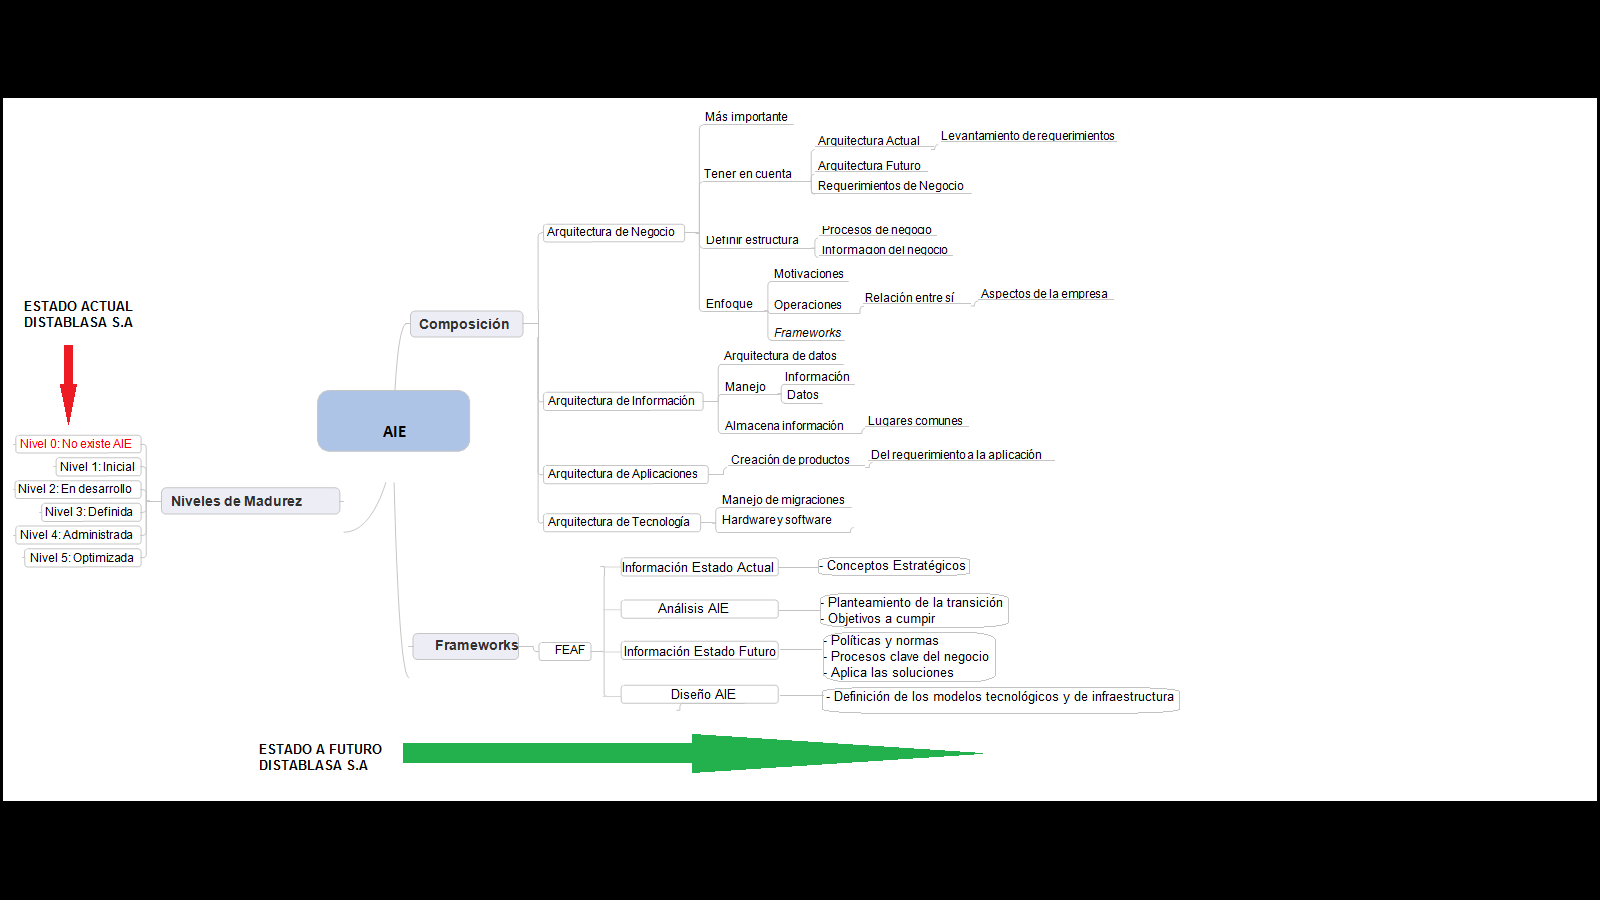 ESTADO ACTUAL
DISTABLASA S.A
Nivel 0: No existe AIE
Nivel 1: Inicial
Nivel 2: En desarrollo
Nivel 3: Definida
Nivel 4: Administrada
Nivel 5: Optimizada
Niveles de Madurez
AIE
Composición
Arquitectura de Negocio
Más importante
Tener en cuenta
Arquitectura Actual
Levantamiento de requerimientos
Arquitectura Futuro
Requerimientos de Negocio
Definir estructura
Procesos de negocio
Información del negocio
Enfoque
Motivaciones
Operaciones
Relación entre sí
Aspectos de la empresa
Frameworks
Arquitectura de Información
Arquitectura de datos
Manejo
Información
Datos
Almacena información
Lugares comunes
Arquitectura de Aplicaciones
Creación de productos
Del requerimiento a la aplicación
Arquitectura de Tecnología
Manejo de migraciones
Hardware y software
Frameworks
FEAF
Información Estado Actual
- Conceptos Estratégicos
Análisis AIE
- Planteamiento de la transición
- Objetivos a cumpir
Información Estado Futuro
- Políticas y normas
- Procesos clave del negocio
- Aplica las soluciones
Diseño AIE
- Definición de los modelos tecnológicos y de infraestructura
ESTADO A FUTURO
DISTABLASA S.A